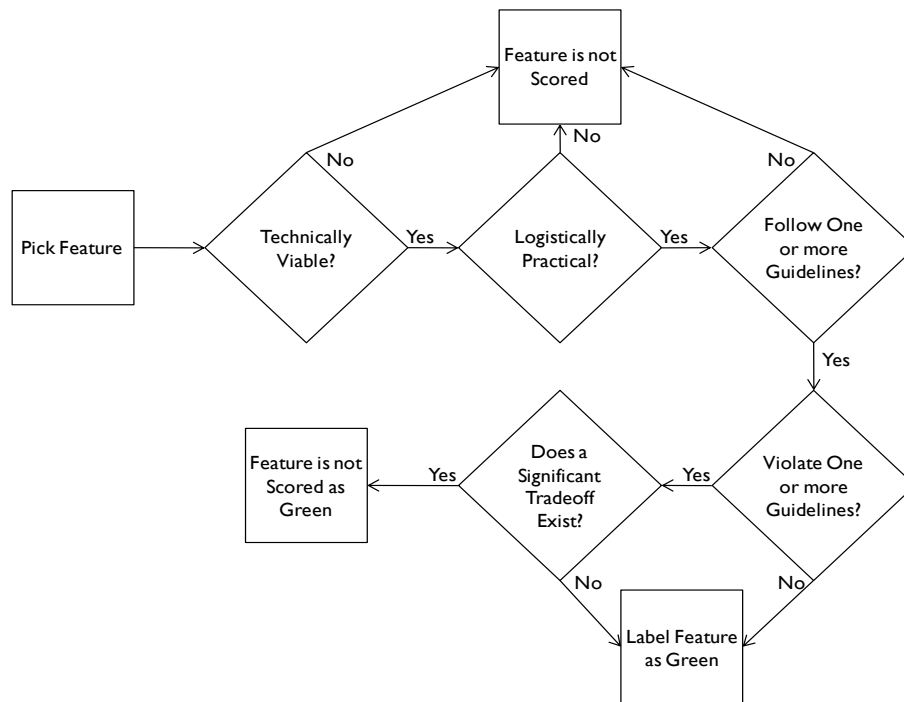 Feature is not
Scored
No
No
No
Pick Feature
Technically
Viable?
Yes
Logistically
Practical?
Yes
Follow One
or more
Guidelines?
Yes
Feature is not
Scored as
Green
Yes
Does a
Significant
Tradeoff
Exist?
Yes
Violate One
or more
Guidelines?
No
No
Label Feature
as Green